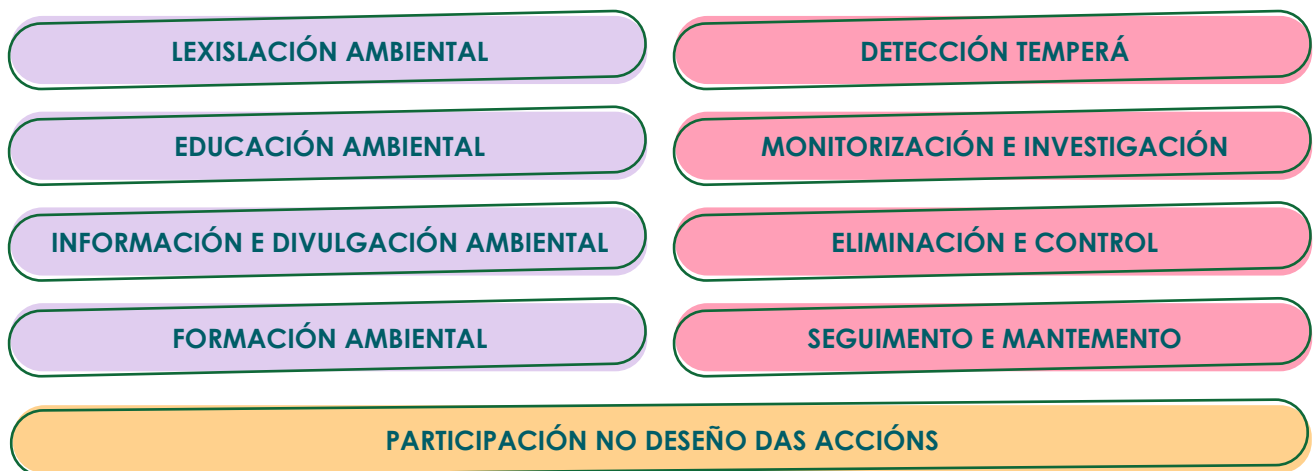 LEXISLACIÓN AMBIENTAL
DETECCIÓN TEMPERÁ
EDUCACIÓN AMBIENTAL
MONITORIZACIÓN E INVESTIGACIÓN
INFORMACIÓN E DIVULGACIÓN AMBIENTAL
ELIMINACIÓN E CONTROL
FORMACIÓN AMBIENTAL
SEGUIMENTO E MANTEMENTO
PARTICIPACIÓN NO DESEÑO DAS ACCIÓNS